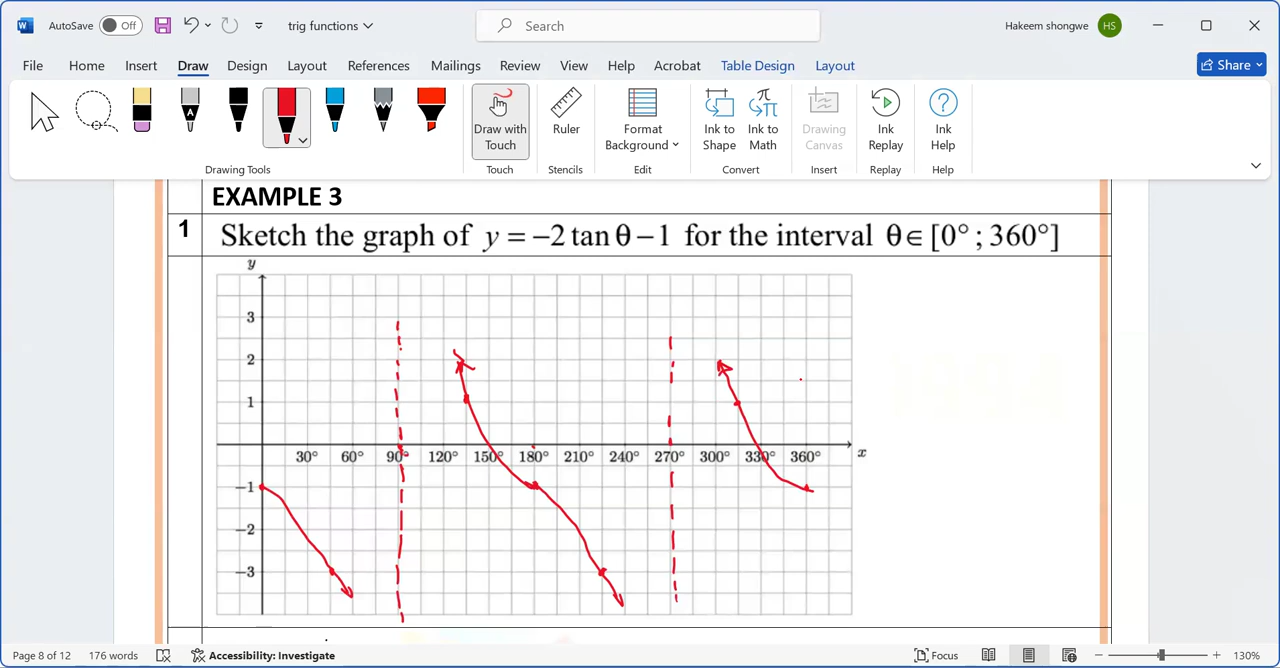 AutoSave Off trig functions Search Hakeem shongwe HS
File Home Insert Draw Design Layout References Mailings Review View Help Acrobat Table Design Layout Share
A
Draw with Touch Ruler Format Background Ink to Shape Ink to Math Drawing Canvas Ink Replay Ink Help
Drawing Tools Touch Stencils Edit Convert Insert Replay Help
EXAMPLE 3
1 Sketch the graph of y = −2 tan θ − 1 for the interval θ ∈ [0° ; 360°]
y
3
2
1
30° 60° 90° 120° 150° 180° 210° 240° 270° 300° 330° 360° x
−1
−2
−3
Page 8 of 12 176 words Accessibility: Investigate Focus 130%